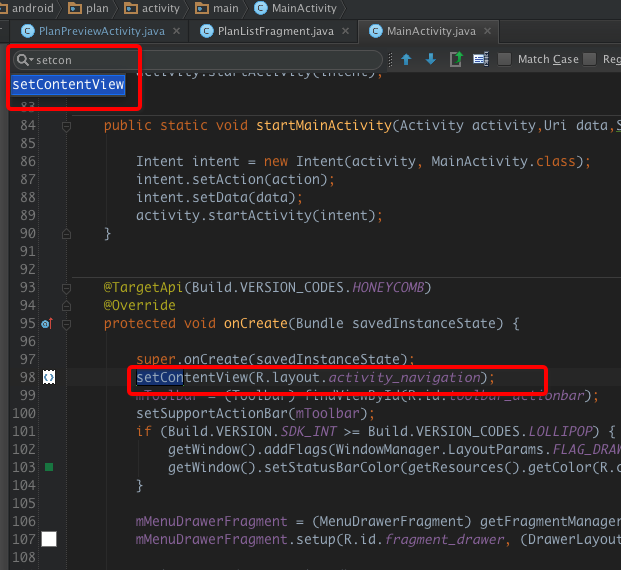 android plan activity main MainActivity
PlanPreviewActivity.java PlanListFragment.java MainActivity.java
setcon Match Case Reg
setContentView
activity.startActivity(intent);
83
84 public static void startMainActivity(Activity activity,Uri data,S
85
86 Intent intent = new Intent(activity, MainActivity.class);
87 intent.setAction(action);
88 intent.setData(data);
89 activity.startActivity(intent);
90 }
91
92
93 @TargetApi(Build.VERSION_CODES.HONEYCOMB)
94 @Override
95 protected void onCreate(Bundle savedInstanceState) {
96
97 super.onCreate(savedInstanceState);
98 setContentView(R.layout.activity_navigation);
99 mToolbar = (Toolbar) findViewById(R.id.toolbar_actionbar);
100 setSupportActionBar(mToolbar);
101 if (Build.VERSION.SDK_INT >= Build.VERSION_CODES.LOLLIPOP) {
102 getWindow().addFlags(WindowManager.LayoutParams.FLAG_DRAW
103 getWindow().setStatusBarColor(getResources().getColor(R.c
104 }
105
106 mMenuDrawerFragment = (MenuDrawerFragment) getFragmentManager
107 mMenuDrawerFragment.setup(R.id.fragment_drawer, (DrawerLayout
108